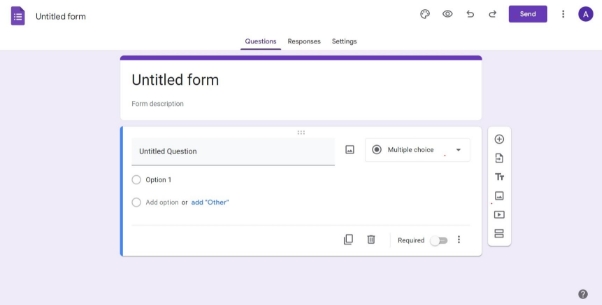 Untitled form
Send
A
Questions Responses Settings
Untitled form
Form description
Untitled Question
Multiple choice
Option 1
Add option or add "Other"
Required
Tт